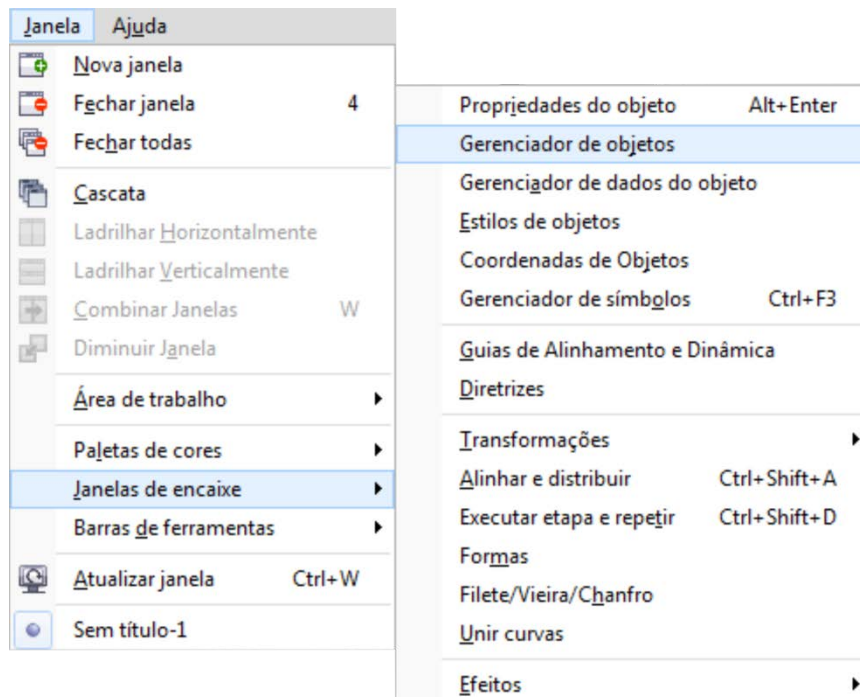 Janela Ajuda
Nova janela
Fechar janela 4
Fechar todas
Cascata
Ladrilhar Horizontalmente
Ladrilhar Verticalmente
Combinar Janelas W
Diminuir Janela
Área de trabalho
Paletas de cores
Janelas de encaixe
Barras de ferramentas
Atualizar janela Ctrl+W
Sem título-1
Propriedades do objeto Alt+Enter
Gerenciador de objetos
Gerenciador de dados do objeto
Estilos de objetos
Coordenadas de Objetos
Gerenciador de símbolos Ctrl+F3
Guias de Alinhamento e Dinâmica
Diretrizes
Transformações
Alinhar e distribuir Ctrl+Shift+A
Executar etapa e repetir Ctrl+Shift+D
Formas
Filete/Vieira/Chanfro
Unir curvas
Efeitos